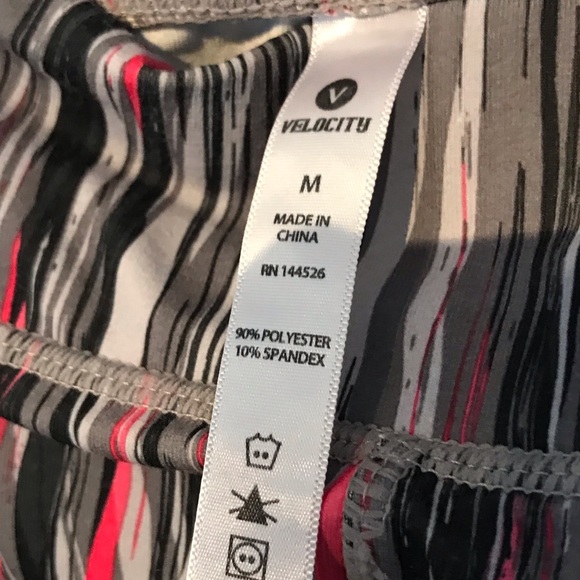 V
VELOCITY
M
MADE IN
CHINA
RN 144526
90% POLYESTER
10% SPANDEX